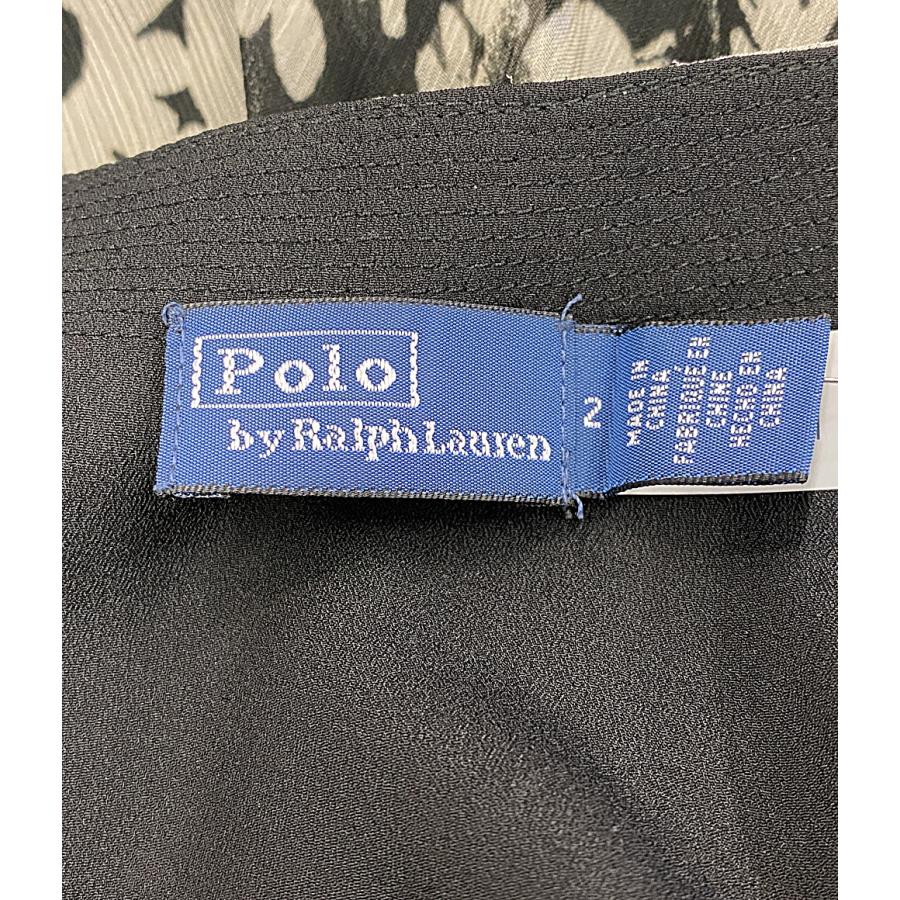 Polo
by Ralph Lauren
2
MADE IN
CHINA
FABRIQUÉ EN
CHINE
HECHO EN
CHINA